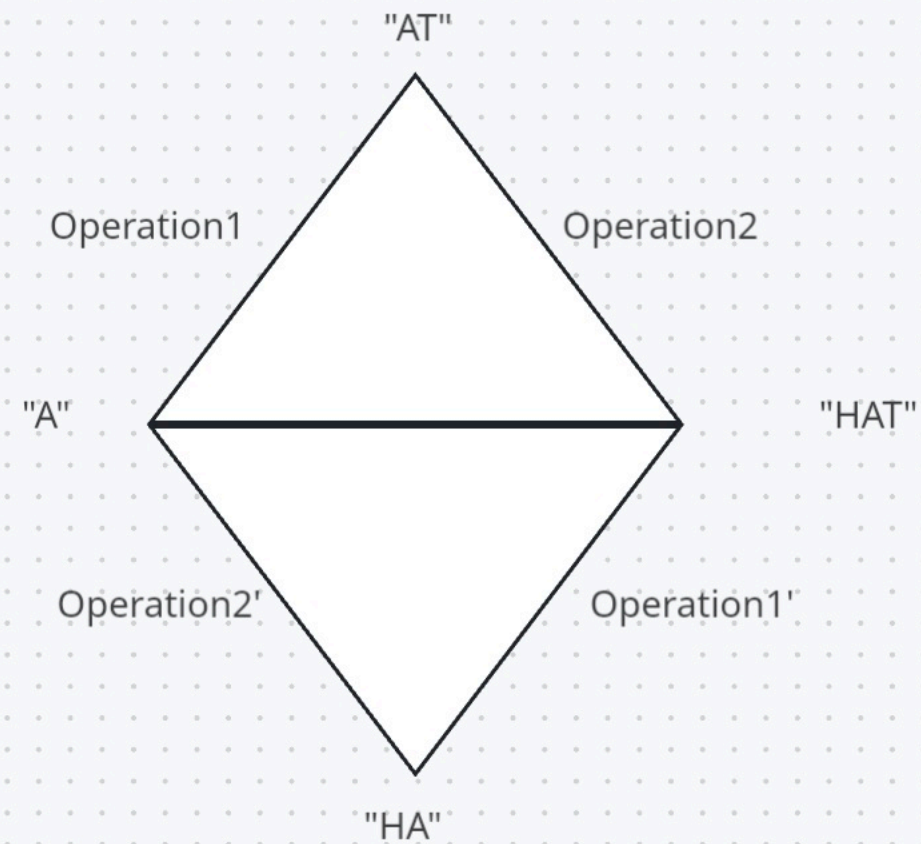 "AT"
Operation1
Operation2
"A"
"HAT"
Operation2'
Operation1'
"HA"